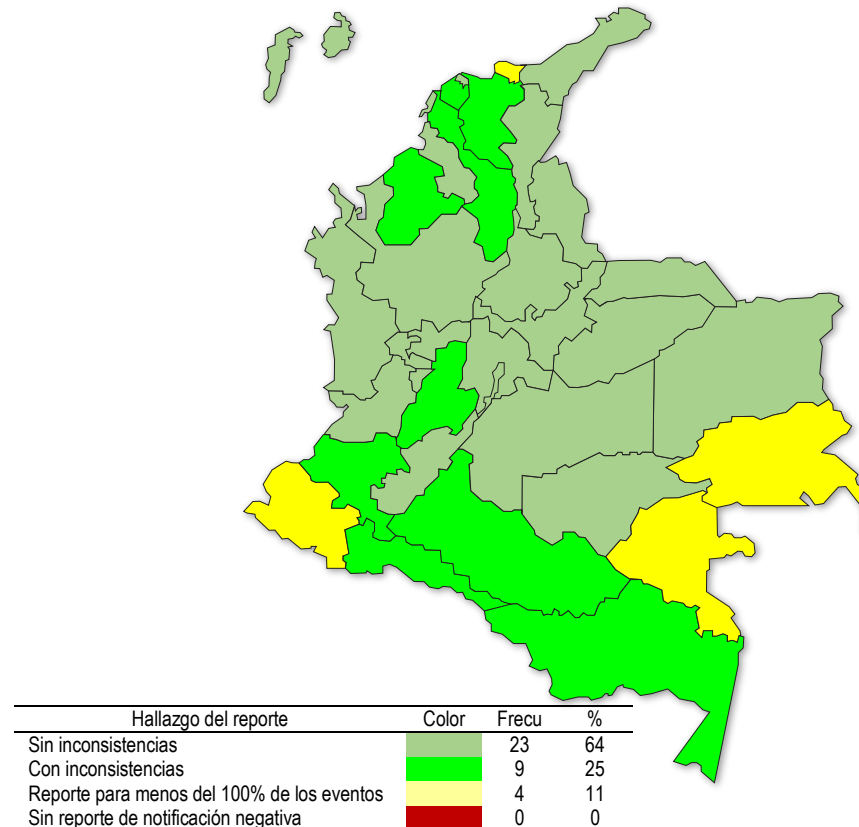 Hallazgo del reporte Color Frecu %
Sin inconsistencias 23 64
Con inconsistencias 9 25
Reporte para menos del 100% de los eventos 4 11
Sin reporte de notificación negativa 0 0